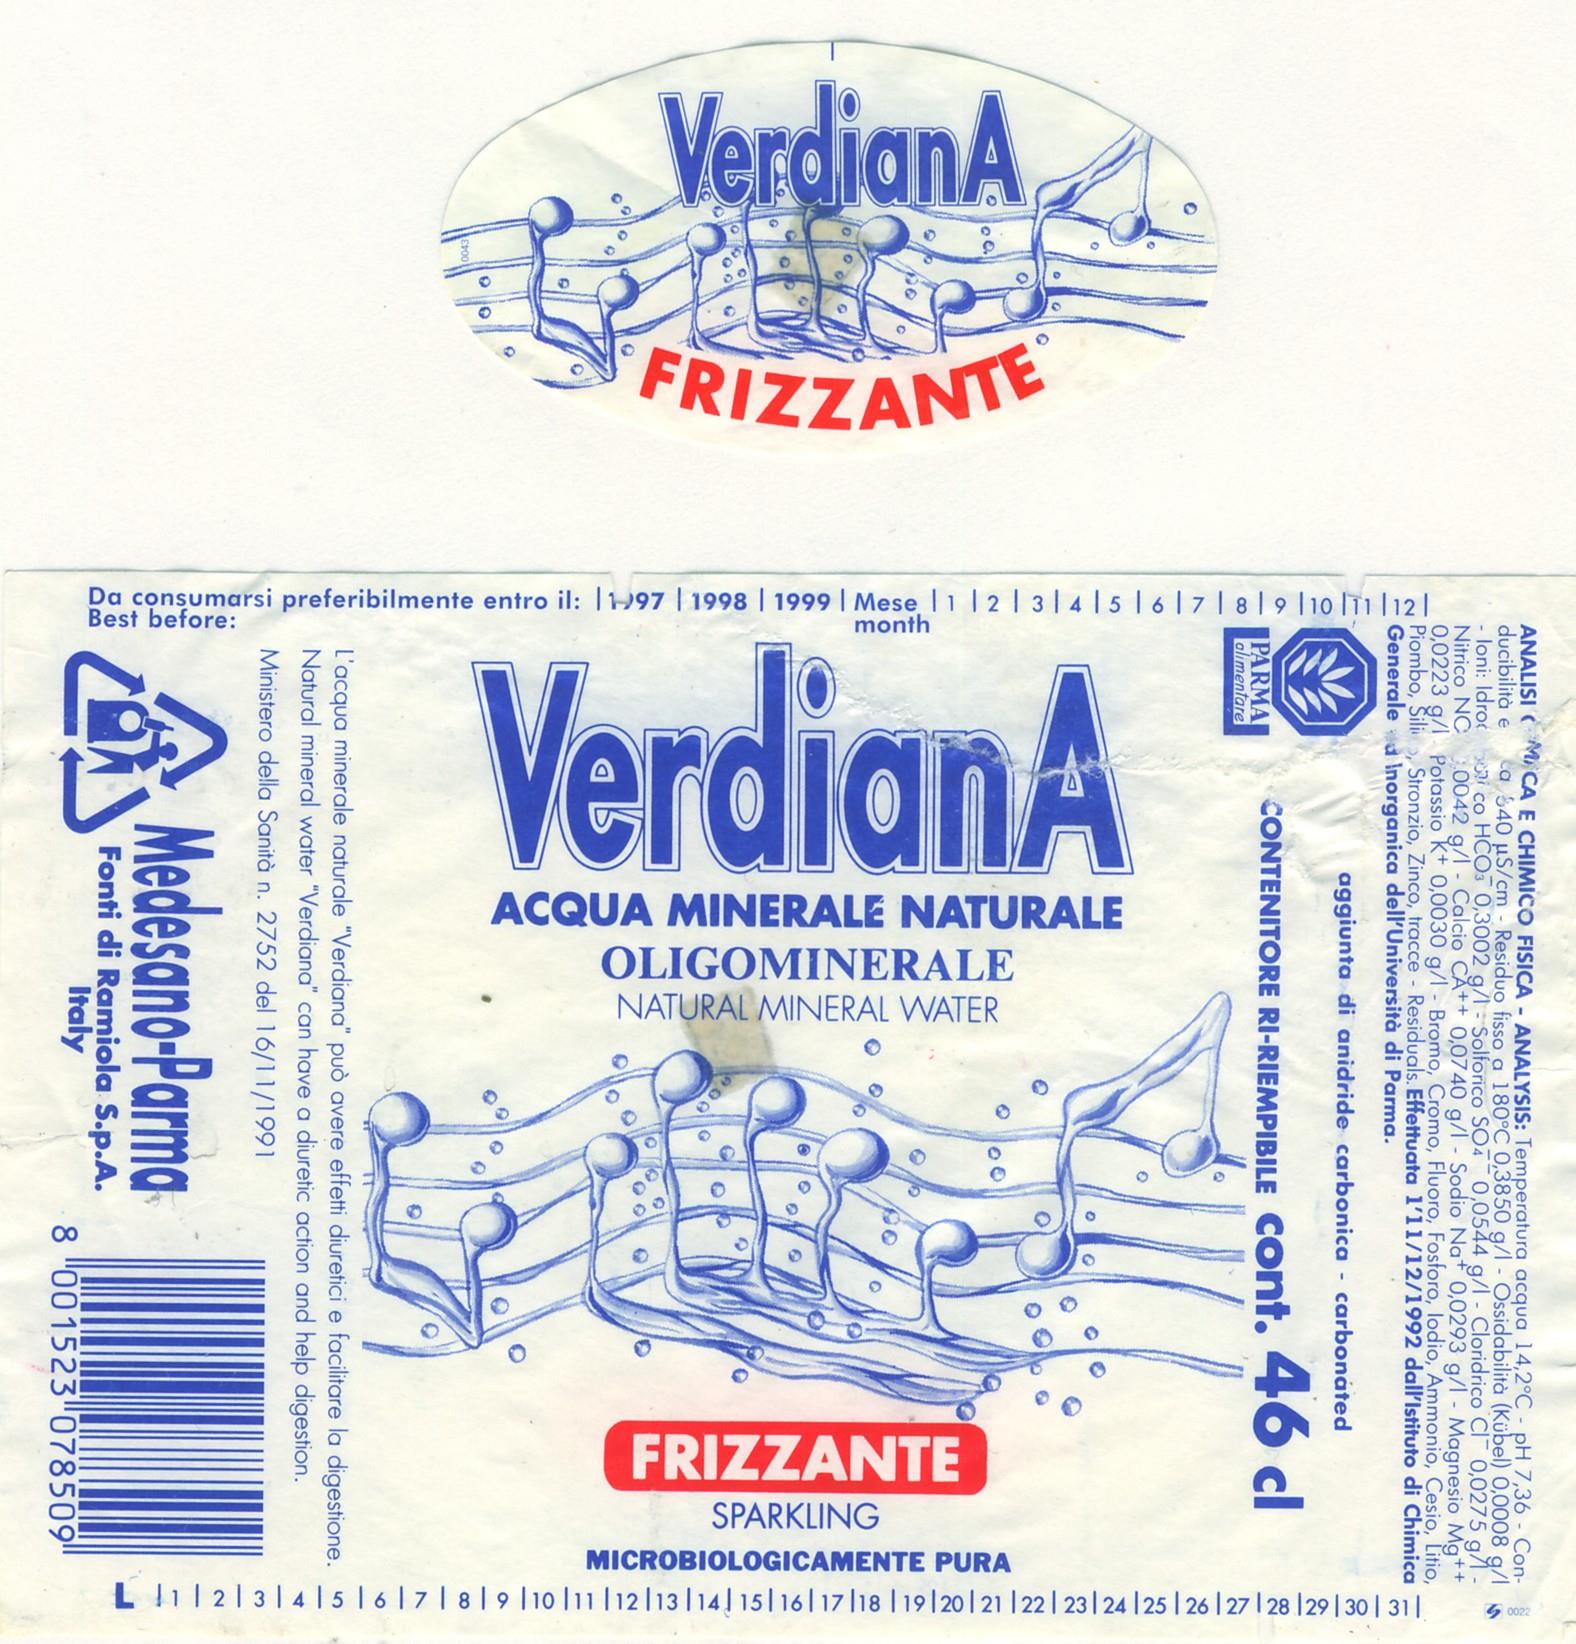 VerdianA
0043
FRIZZANTE
Da consumarsi preferibilmente entro il: | 1997 | 1998 | 1999 | Mese | 1 | 2 | 3 | 4 | 5 | 6 | 7 | 8 | 9 | 10 | 11 | 12 |
Best before: month
VerdianA
ACQUA MINERALE NATURALE
OLIGOMINERALE
NATURAL MINERAL WATER
FRIZZANTE
SPARKLING
MICROBIOLOGICAMENTE PURA
L | 1 | 2 | 3 | 4 | 5 | 6 | 7 | 8 | 9 | 10 | 11 | 12 | 13 | 14 | 15 | 16 | 17 | 18 | 19 | 20 | 21 | 22 | 23 | 24 | 25 | 26 | 27 | 28 | 29 | 30 | 31 |
L'acqua minerale naturale "Verdiana" può avere effetti diuretici e facilitare la digestione.
Natural mineral water "Verdiana" can have a diuretic action and help digestion.
Ministero della Sanità n. 2752 del 16/11/1991
Medesano-Parma
Fonti di Ramiola S.p.A.
Italy
8 001523 078509
ANALISI E CHIMICO FISICA - ANALYSIS: Temperatura acqua 14,2°C - pH 7,36 - Con-
ducibilità 540 µS/cm - Residuo fisso a 180°C 0,3850 g/l - Ossidabilità (Kübel) 0,0008 g/l
- Ioni: HCO₃⁻ 0,3002 g/l - Solforico SO₄⁻ 0,0544 g/l - Cloridrico Cl⁻ 0,0275 g/l -
Nitrico 0042 g/l - Calcio CA++ 0,0740 g/l - Sodio Na+ 0,0293 g/l - Magnesio Mg++
0,0223 g/l Potassio K+ 0,0030 g/l - Bromo, Cromo, Fluoro, Fosforo, Iodio, Ammonio, Cesio, Litio,
Piombo, Stronzio, Zinco, tracce - Residuals. Effettuata l'11/12/1992 dall'Istituto di Chimica
Generale Inorganica dell'Università di Parma.
aggiunta di anidride carbonica - carbonated
PARMA
alimentare
CONTENITORE RI-RIEMPIBILE cont. 46 cl
0022